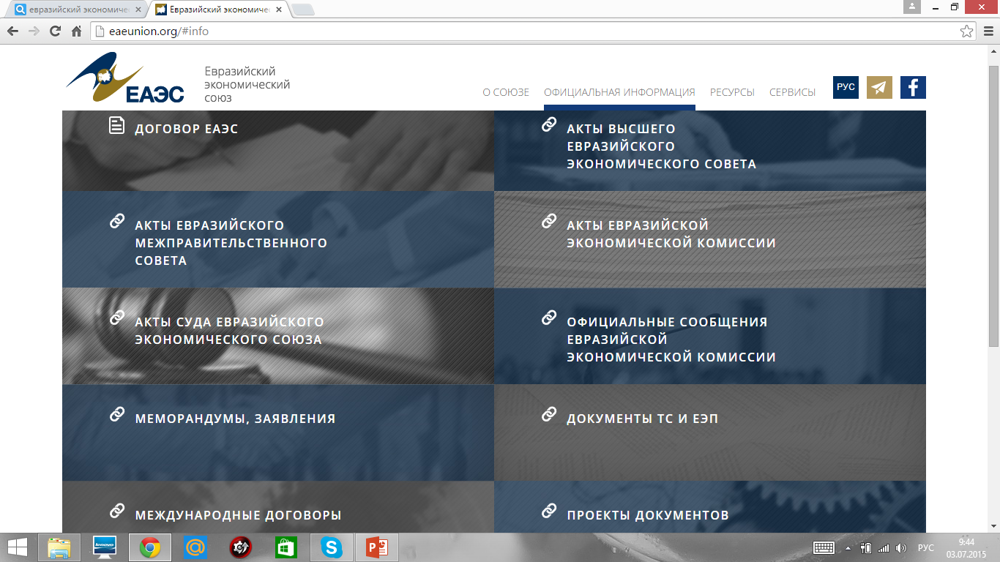 евразийский экономичес
Евразийский экономичес
eaeunion.org/#info
ЕАЭС
Евразийский
экономический
союз
О СОЮЗЕ
ОФИЦИАЛЬНАЯ ИНФОРМАЦИЯ
РЕСУРСЫ
СЕРВИСЫ
РУС
ДОГОВОР ЕАЭС
АКТЫ ВЫСШЕГО
ЕВРАЗИЙСКОГО
ЭКОНОМИЧЕСКОГО СОВЕТА
АКТЫ ЕВРАЗИЙСКОГО
МЕЖПРАВИТЕЛЬСТВЕННОГО
СОВЕТА
АКТЫ ЕВРАЗИЙСКОЙ
ЭКОНОМИЧЕСКОЙ КОМИССИИ
АКТЫ СУДА ЕВРАЗИЙСКОГО
ЭКОНОМИЧЕСКОГО СОЮЗА
ОФИЦИАЛЬНЫЕ СООБЩЕНИЯ
ЕВРАЗИЙСКОЙ
ЭКОНОМИЧЕСКОЙ КОМИССИИ
МЕМОРАНДУМЫ, ЗАЯВЛЕНИЯ
ДОКУМЕНТЫ ТС И ЕЭП
МЕЖДУНАРОДНЫЕ ДОГОВОРЫ
ПРОЕКТЫ ДОКУМЕНТОВ
lenovo
РУС
9:44
03.07.2015